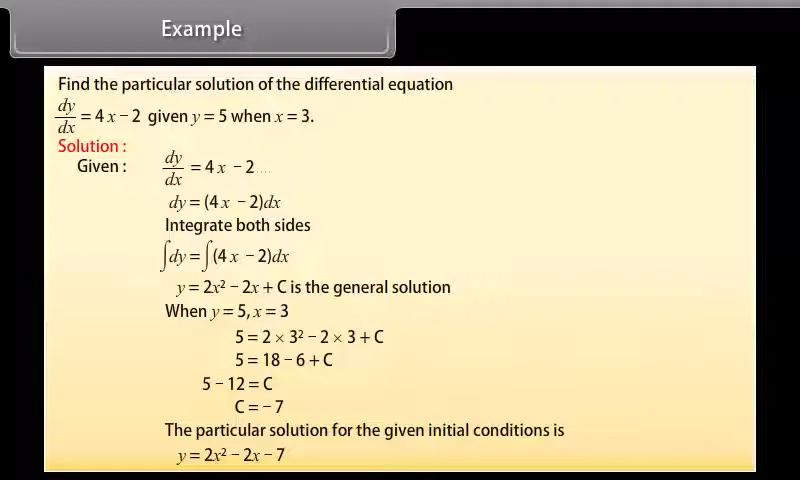 Example
Find the particular solution of the differential equation
dy/dx = 4x − 2 given y = 5 when x = 3.
Solution :
Given : dy/dx = 4x − 2 ....
dy = (4x − 2)dx
Integrate both sides
∫dy = ∫(4x − 2)dx
y = 2x² − 2x + C is the general solution
When y = 5, x = 3
5 = 2 × 3² − 2 × 3 + C
5 = 18 − 6 + C
5 − 12 = C
C = − 7
The particular solution for the given initial conditions is
y = 2x² − 2x − 7